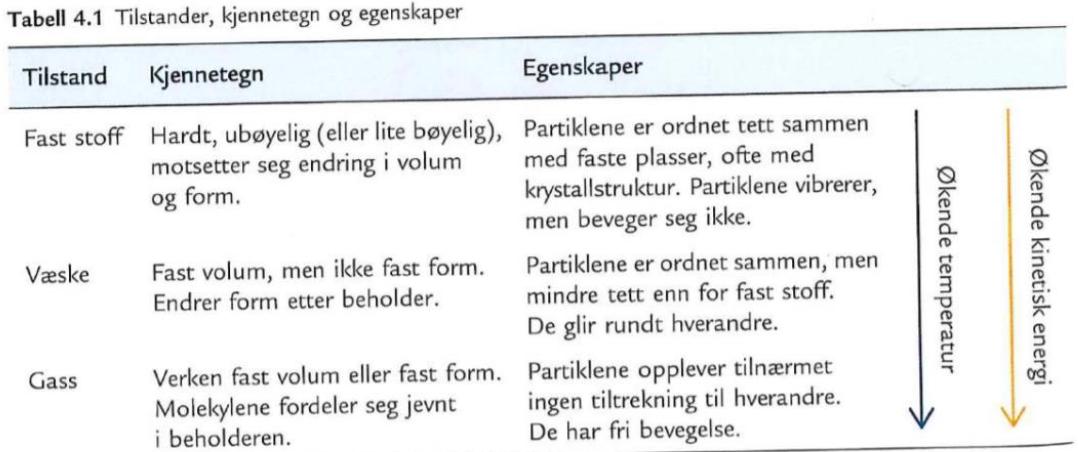 Tabell 4.1 Tilstander, kjennetegn og egenskaper
Tilstand Kjennetegn Egenskaper
Fast stoff Hardt, ubøyelig (eller lite bøyelig), Partiklene er ordnet tett sammen
motsetter seg endring i volum med faste plasser, ofte med
og form. krystallstruktur. Partiklene vibrerer,
men beveger seg ikke.
Væske Fast volum, men ikke fast form. Partiklene er ordnet sammen, men
Endrer form etter beholder. mindre tett enn for fast stoff.
De glir rundt hverandre.
Gass Verken fast volum eller fast form. Partiklene opplever tilnærmet
Molekylene fordeler seg jevnt ingen tiltrekning til hverandre.
i beholderen. De har fri bevegelse.
Økende temperatur
Økende kinetisk energi